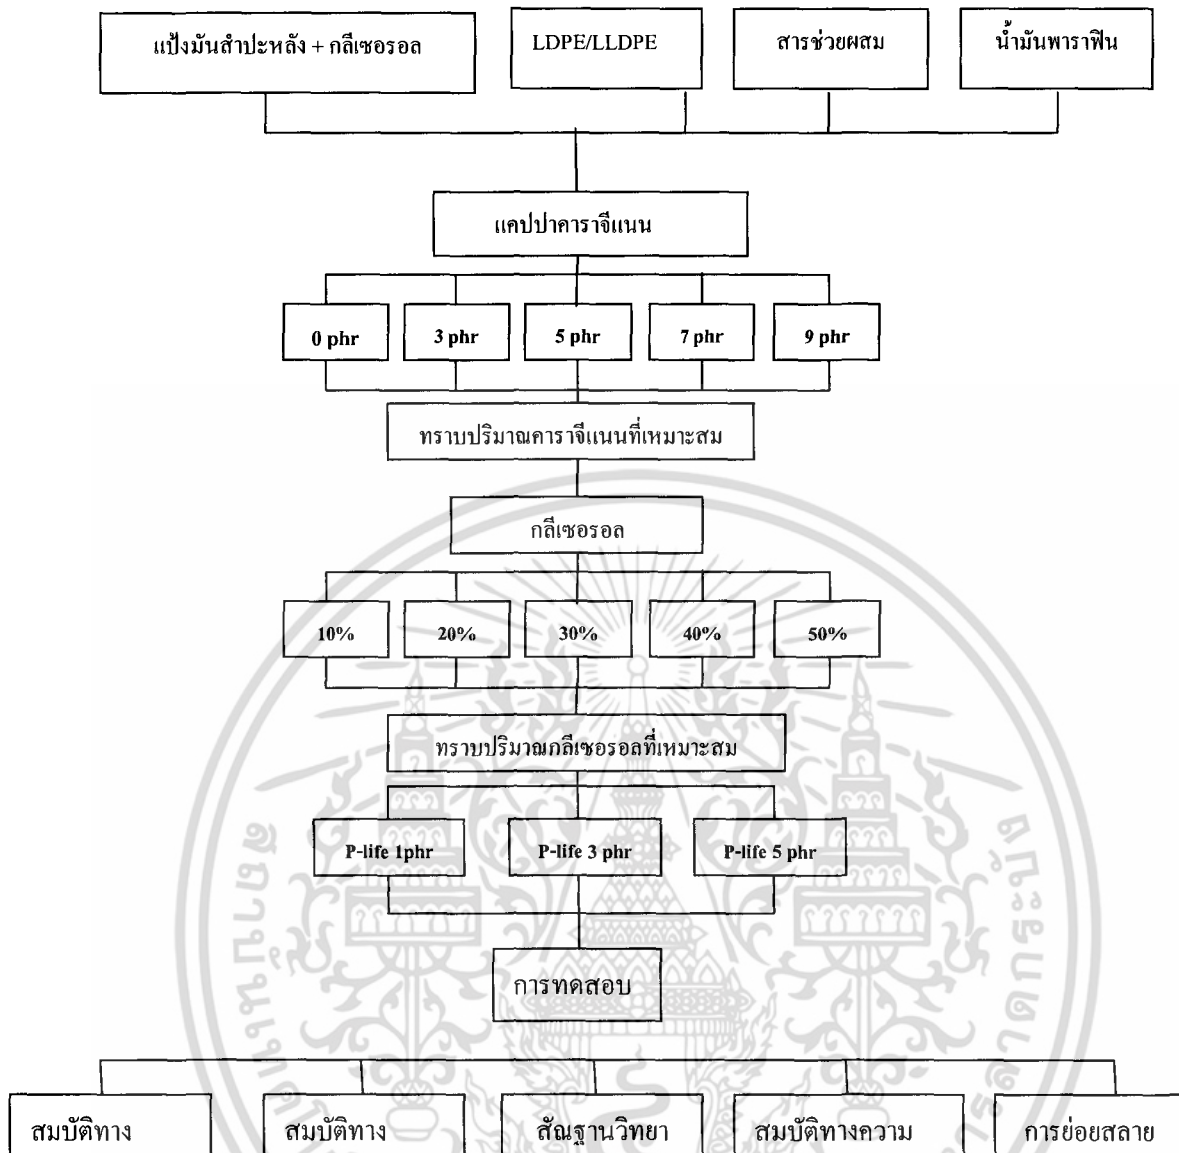 แป้งมันสำปะหลัง + กลีเซอรอล
LDPE/LLDPE
สารช่วยผสม
น้ำมันพาราฟิน
แคปปาคาราจีแนน
0 phr
3 phr
5 phr
7 phr
9 phr
ทราบปริมาณคาราจีแนนที่เหมาะสม
กลีเซอรอล
10%
20%
30%
40%
50%
ทราบปริมาณกลีเซอรอลที่เหมาะสม
P-life 1phr
P-life 3 phr
P-life 5 phr
การทดสอบ
สมบัติทาง
สมบัติทาง
สัณฐานวิทยา
สมบัติทางความ
การย่อยสลาย